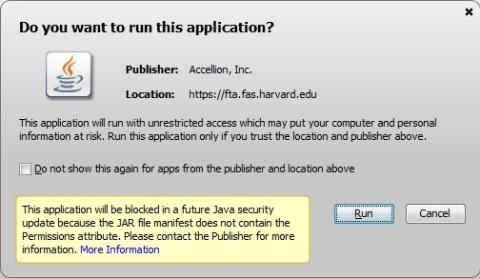 Do you want to run this application?
Publisher: Accellion, Inc.
Location: https://fta.fas.harvard.edu
This application will run with unrestricted access which may put your computer and personal
information at risk. Run this application only if you trust the location and publisher above.
Do not show this again for apps from the publisher and location above
This application will be blocked in a future Java security
update because the JAR file manifest does not contain the
Permissions attribute. Please contact the Publisher for more
information. More Information
Run
Cancel